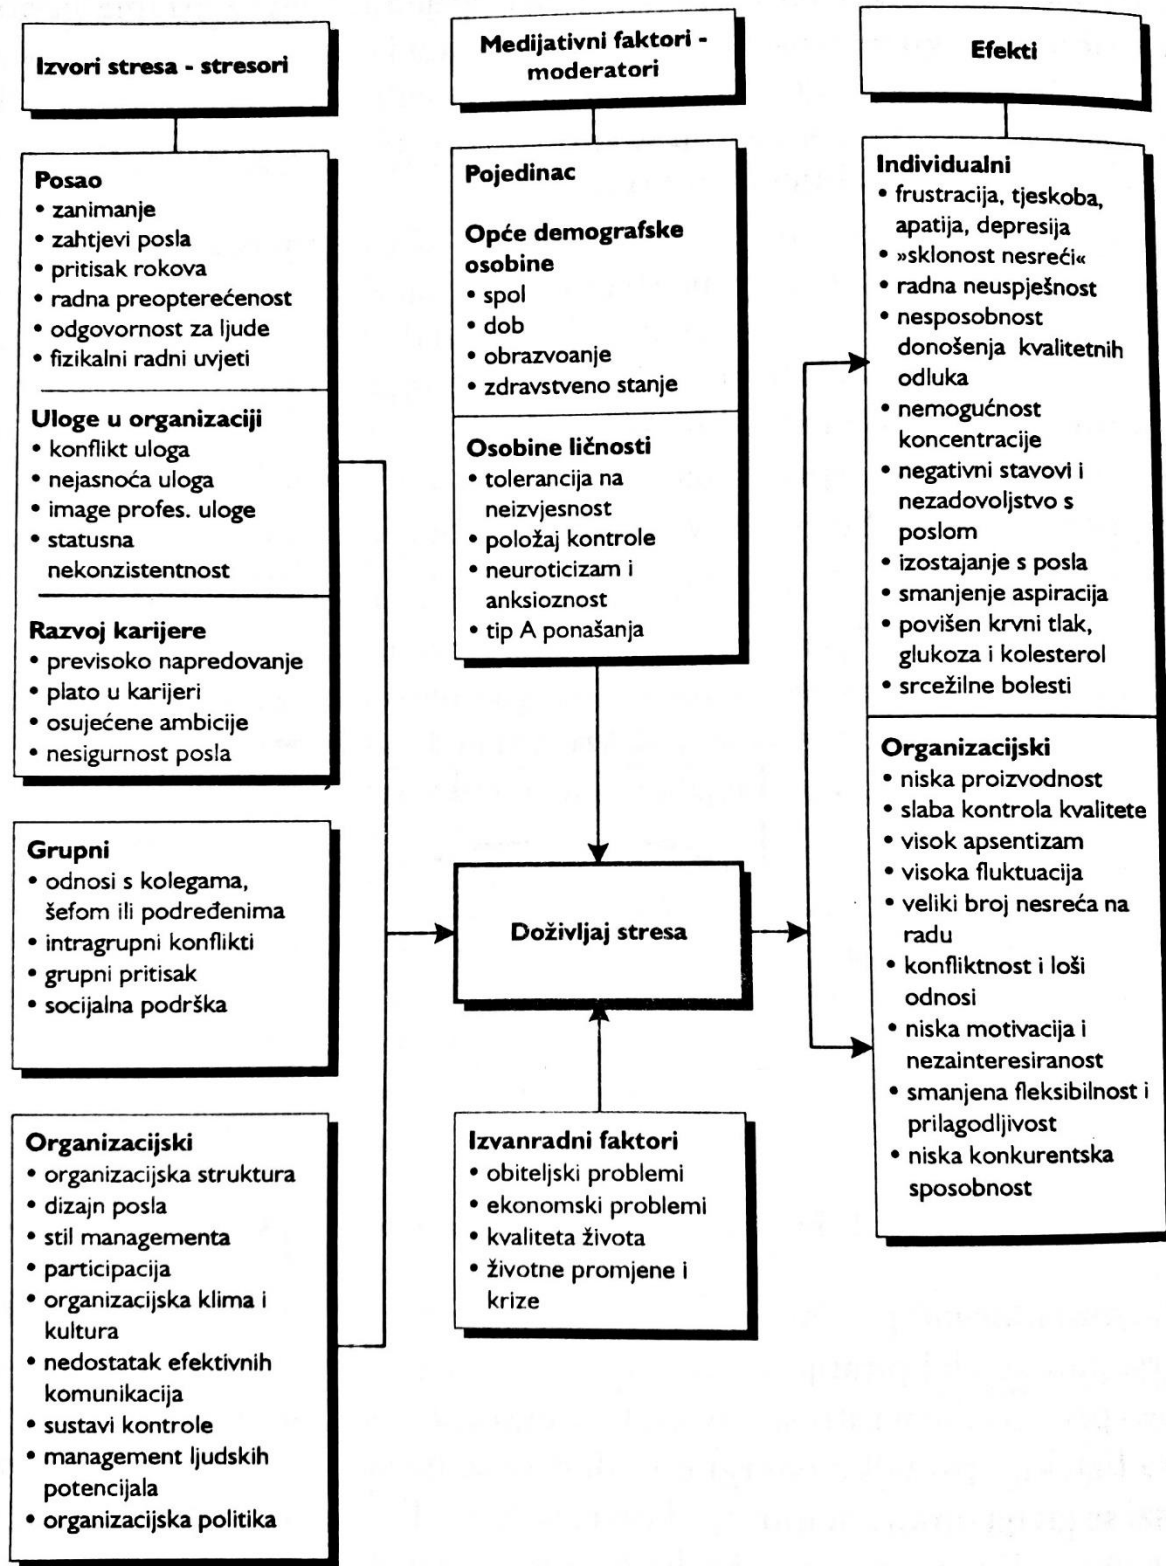 Izvori stresa - stresori
Posao
• zanimanje
• zahtjevi posla
• pritisak rokova
• radna preopterećenost
• odgovornost za ljude
• fizikalni radni uvjeti
Uloge u organizaciji
• konflikt uloga
• nejasnoća uloga
• image profes. uloge
• statusna
nekonzistentnost
Razvoj karijere
• previsoko napredovanje
• plato u karijeri
• osujećene ambicije
• nesigurnost posla
Grupni
• odnosi s kolegama,
šefom ili podređenima
• intragrupni konflikti
• grupni pritisak
• socijalna podrška
Organizacijski
• organizacijska struktura
• dizajn posla
• stil managementa
• participacija
• organizacijska klima i
kultura
• nedostatak efektivnih
komunikacija
• sustavi kontrole
• management ljudskih
potencijala
• organizacijska politika
Medijativni faktori -
moderatori
Pojedinac
Opće demografske
osobine
• spol
• dob
• obrazvoanje
• zdravstveno stanje
Osobine ličnosti
• tolerancija na
neizvjesnost
• položaj kontrole
• neuroticizam i
anksioznost
• tip A ponašanja
Doživljaj stresa
Izvanradni faktori
• obiteljski problemi
• ekonomski problemi
• kvaliteta života
• životne promjene i
krize
Efekti
Individualni
• frustracija, tjeskoba,
apatija, depresija
• »sklonost nesreći«
• radna neuspješnost
• nesposobnost
donošenja kvalitetnih
odluka
• nemogućnost
koncentracije
• negativni stavovi i
nezadovoljstvo s
poslom
• izostajanje s posla
• smanjenje aspiracija
• povišen krvni tlak,
glukoza i kolesterol
• srcežilne bolesti
Organizacijski
• niska proizvodnost
• slaba kontrola kvalitete
• visok apsentizam
• visoka fluktuacija
• veliki broj nesreća na
radu
• konfliktnost i loši
odnosi
• niska motivacija i
nezainteresiranost
• smanjena fleksibilnost i
prilagodljivost
• niska konkurentska
sposobnost